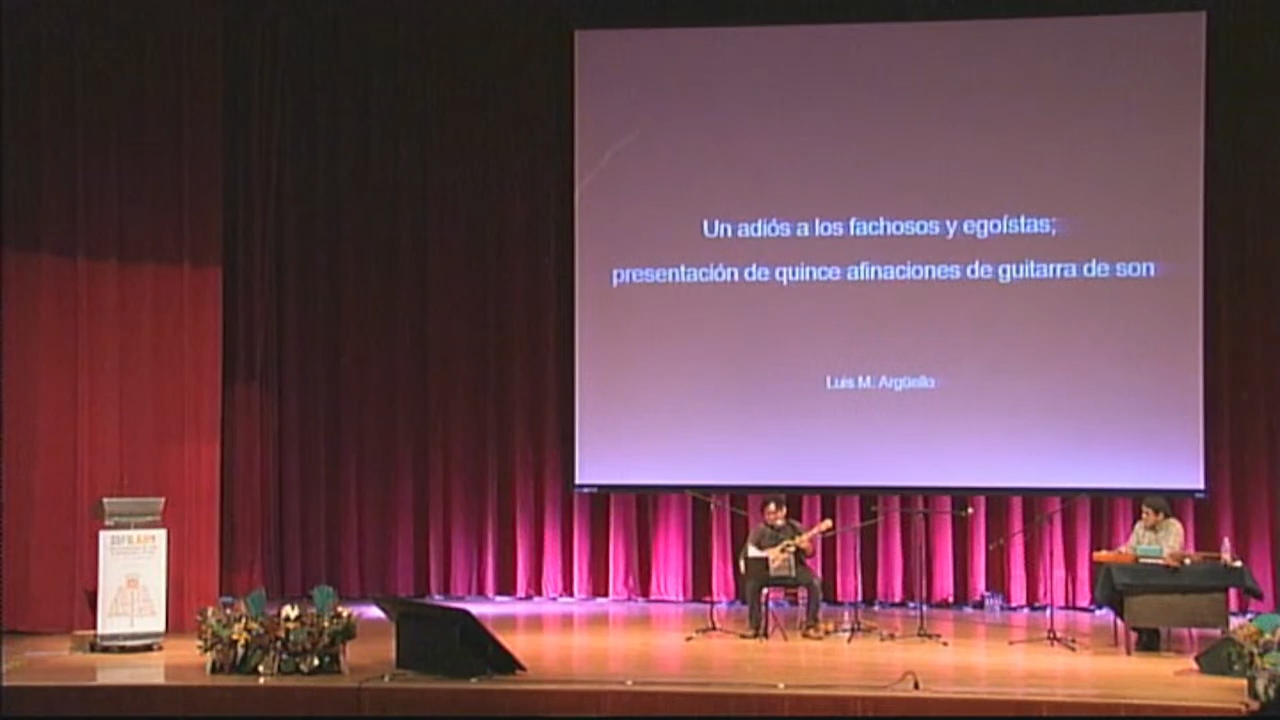 Un adiós a los fachosos y egoístas;
presentación de quince afinaciones de guitarra de son
Luis M. Argüello